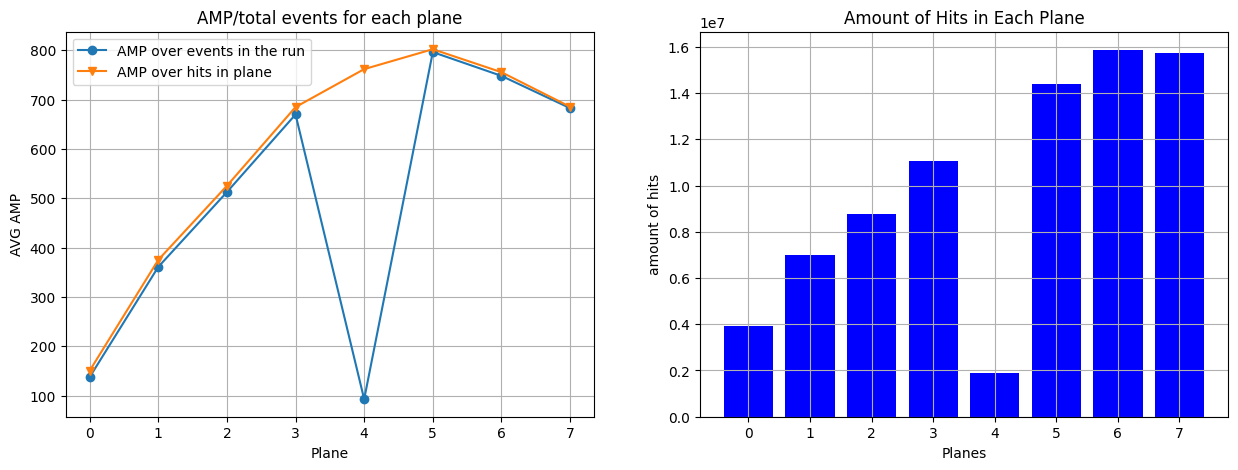 AMP/total events for each plane
AMP over events in the run
AMP over hits in plane
800
700
600
500
400
300
200
100
AVG AMP
0 1 2 3 4 5 6 7
Plane
Amount of Hits in Each Plane
1e7
1.6
1.4
1.2
1.0
0.8
0.6
0.4
0.2
0.0
amount of hits
0 1 2 3 4 5 6 7
Planes